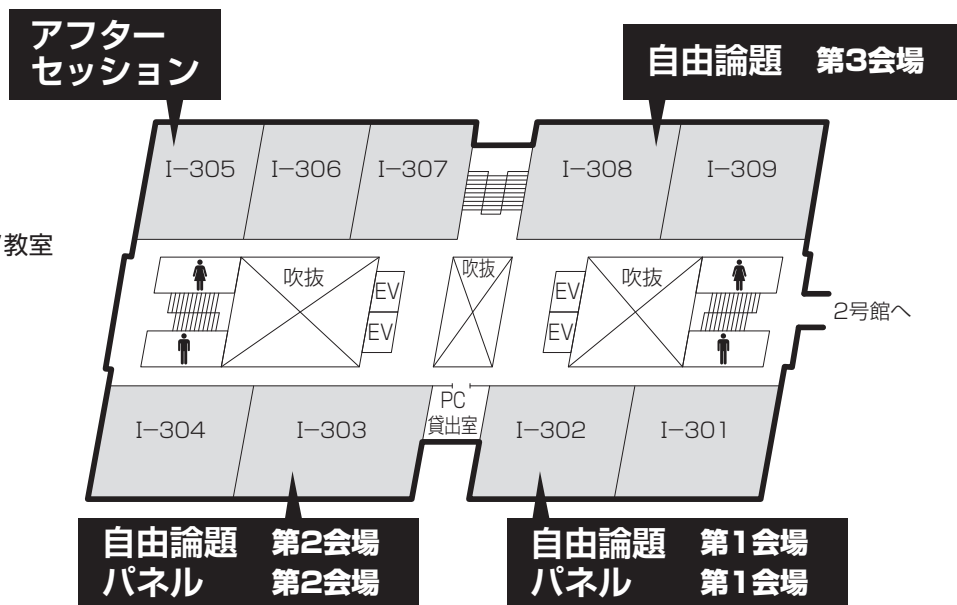 アフター
セッション
自由論題 第3会場
I−305
I−306
I−307
I−308
I−309
教室
吹抜
EV
EV
吹抜
EV
EV
吹抜
2号館へ
I−304
I−303
PC
貸出室
I−302
I−301
自由論題 第2会場
パネル 第2会場
自由論題 第1会場
パネル 第1会場